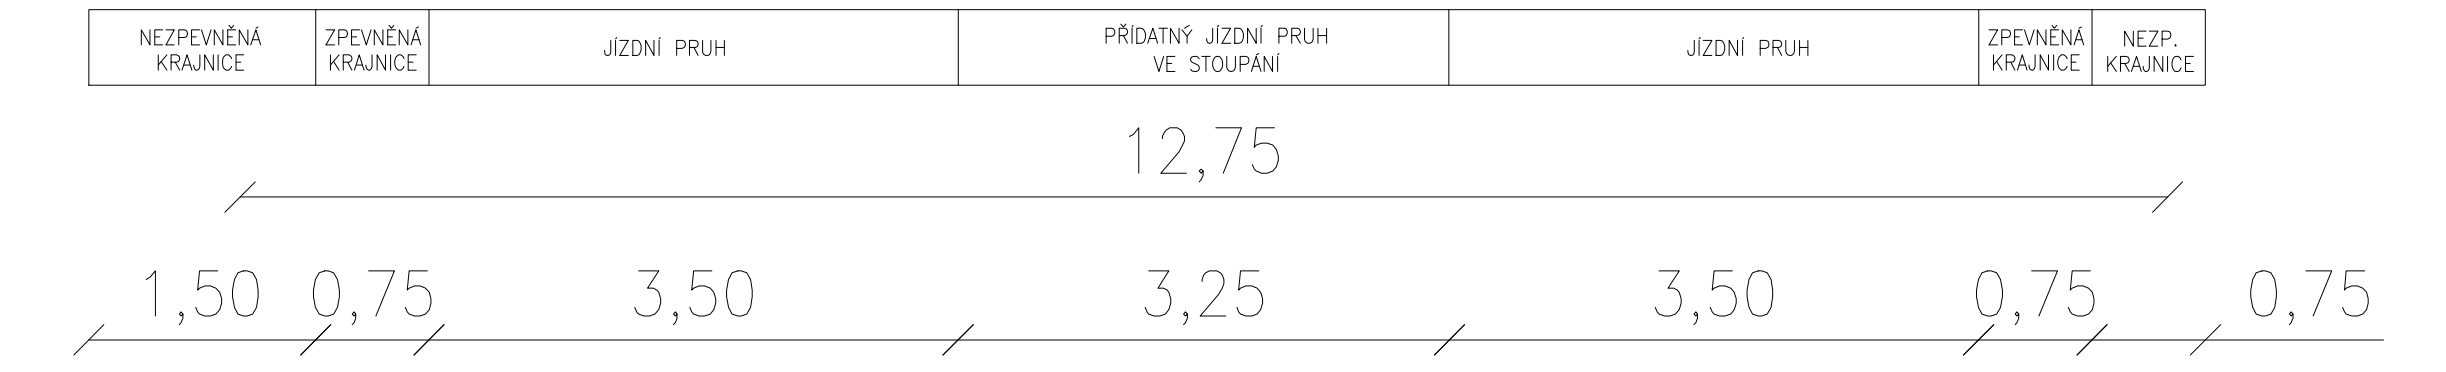 NEZPEVNĚNÁ
KRAJNICE
ZPEVNĚNÁ
KRAJNICE
JÍZDNÍ PRUH
PŘÍDATNÝ JÍZDNÍ PRUH
VE STOUPÁNÍ
JÍZDNÍ PRUH
ZPEVNĚNÁ
KRAJNICE
NEZP.
KRAJNICE
12,75
1,50
0,75
3,50
3,25
3,50
0,75
0,75